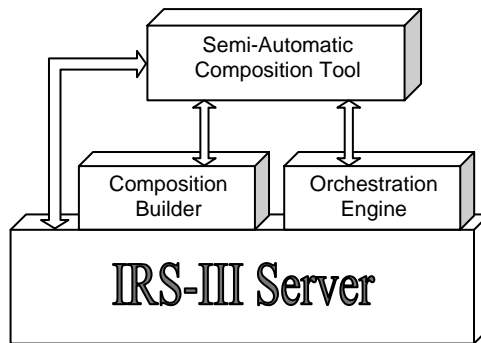 Semi-Automatic
Composition Tool
Composition
Builder
Orchestration
Engine
IRS-III Server